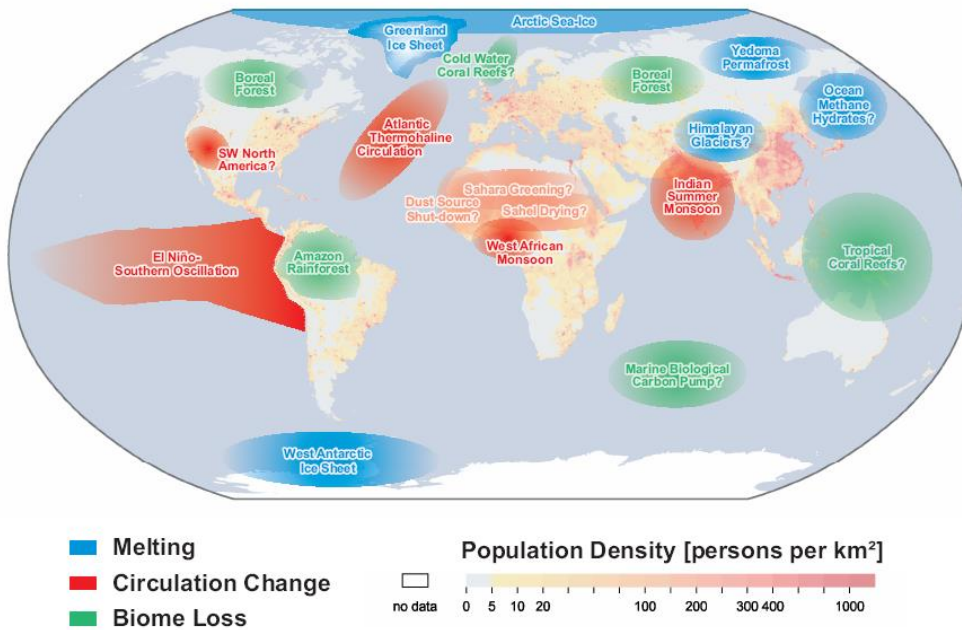 Arctic Sea-Ice
Greenland
Ice Sheet
Cold Water
Coral Reefs?
Yedoma
Permafrost
Boreal
Forest
Boreal
Forest
Ocean
Methane
Hydrates?
Atlantic
Thermohaline
Circulation
Himalayan
Glaciers?
SW North
America?
Sahara Greening?
Dust Source
Shut-down?
Sahel Drying?
Indian
Summer
Monsoon
West African
Monsoon
El Niño-
Southern Oscillation
Amazon
Rainforest
Tropical
Coral Reefs?
Marine Biological
Carbon Pump?
West Antarctic
Ice Sheet
Melting
Circulation Change
Biome Loss
Population Density [persons per km²]
no data
0 5 10 20 100 200 300 400 1000